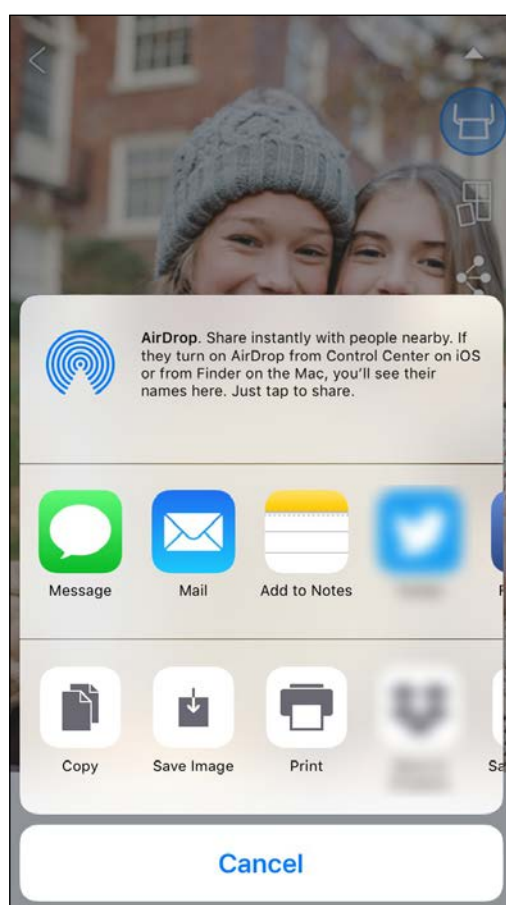 AirDrop. Share instantly with people nearby. If
they turn on AirDrop from Control Center on iOS
or from Finder on the Mac, you'll see their
names here. Just tap to share.
Message
Mail
Add to Notes
Copy
Save Image
Print
Cancel